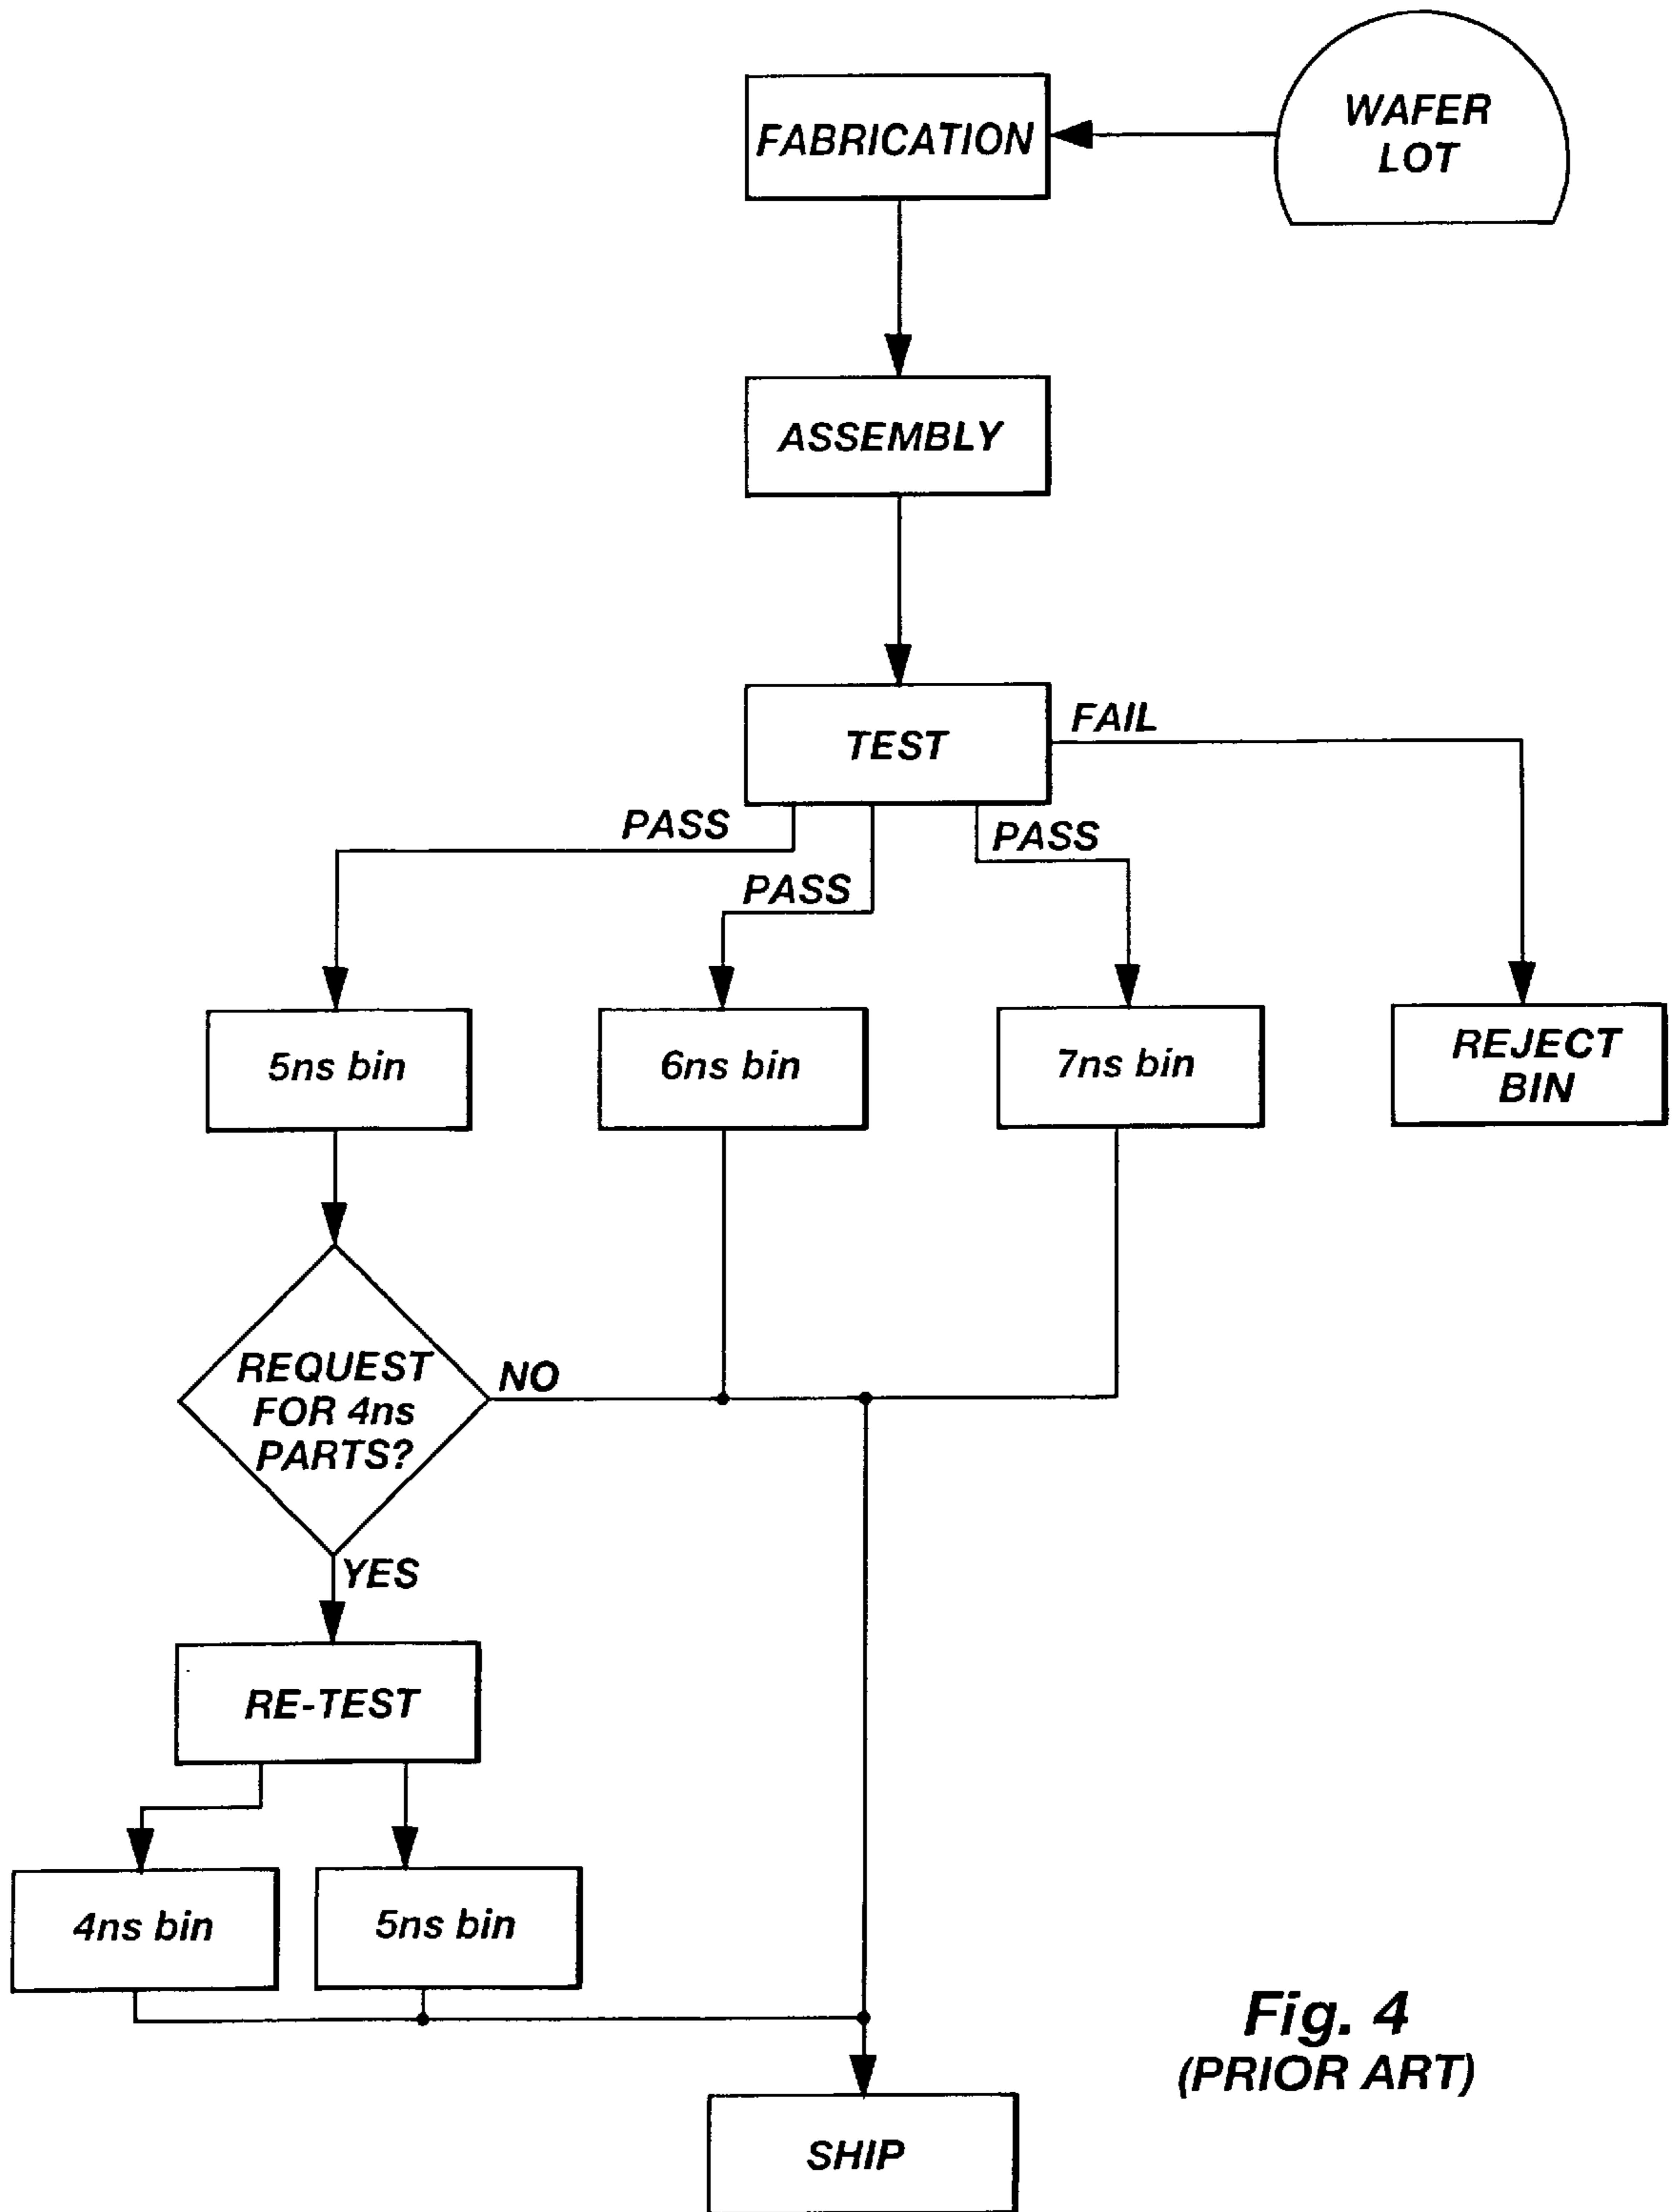 WAFER
LOT
FABRICATION
ASSEMBLY
TEST
FAIL
PASS
PASS
PASS
5ns bin
6ns bin
7ns bin
REJECT
BIN
REQUEST
FOR 4ns
PARTS?
NO
YES
RE-TEST
4ns bin
5ns bin
Fig. 4
(PRIOR ART)
SHIP